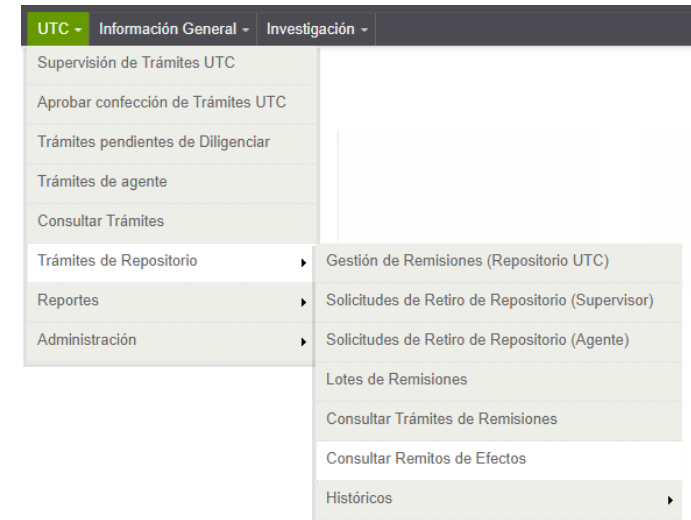 UTC Información General Investigación
Supervisión de Trámites UTC
Aprobar confección de Trámites UTC
Trámites pendientes de Diligenciar
Trámites de agente
Consultar Trámites
Trámites de Repositorio
Reportes
Administración
Gestión de Remisiones (Repositorio UTC)
Solicitudes de Retiro de Repositorio (Supervisor)
Solicitudes de Retiro de Repositorio (Agente)
Lotes de Remisiones
Consultar Trámites de Remisiones
Consultar Remitos de Efectos
Históricos